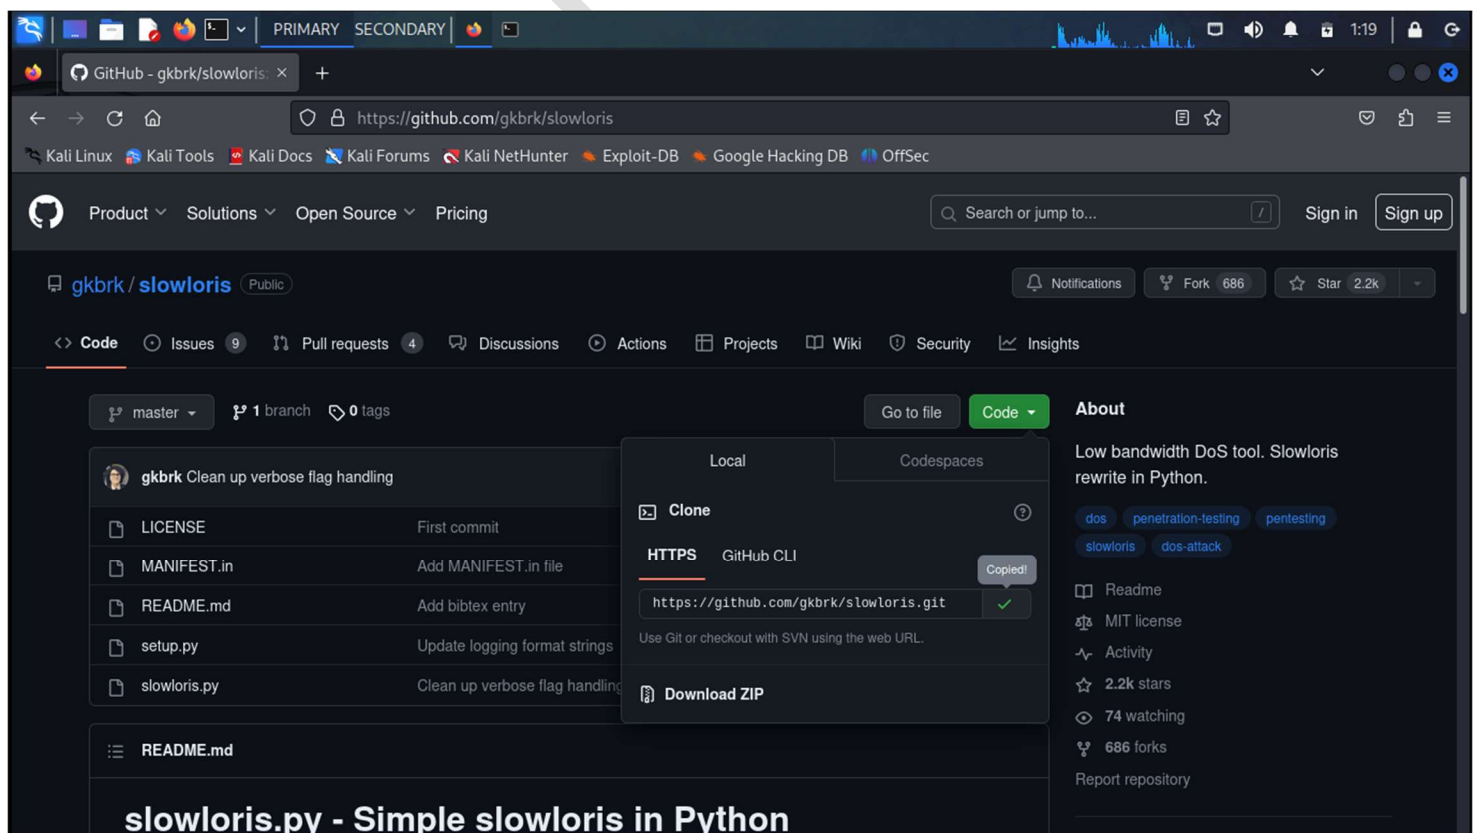 PRIMARY SECONDARY 1:19
GitHub - gkbrk/slowloris:
https://github.com/gkbrk/slowloris
Kali Linux Kali Tools Kali Docs Kali Forums Kali NetHunter Exploit-DB Google Hacking DB OffSec
Product Solutions Open Source Pricing Search or jump to... / Sign in Sign up
gkbrk / slowloris Public Notifications Fork 686 Star 2.2k
<> Code Issues 9 Pull requests 4 Discussions Actions Projects Wiki Security Insights
master 1 branch 0 tags Go to file Code
About
Low bandwidth DoS tool. Slowloris
rewrite in Python.
dos penetration-testing pentesting
slowloris dos-attack
Readme
MIT license
Activity
2.2k stars
74 watching
686 forks
Report repository
Local Codespaces
Clone
HTTPS GitHub CLI
Copied!
https://github.com/gkbrk/slowloris.git
Use Git or checkout with SVN using the web URL.
Download ZIP
gkbrk Clean up verbose flag handling
LICENSE First commit
MANIFEST.in Add MANIFEST.in file
README.md Add bibtex entry
setup.py Update logging format strings
slowloris.py Clean up verbose flag handling
README.md
slowloris.py - Simple slowloris in Python